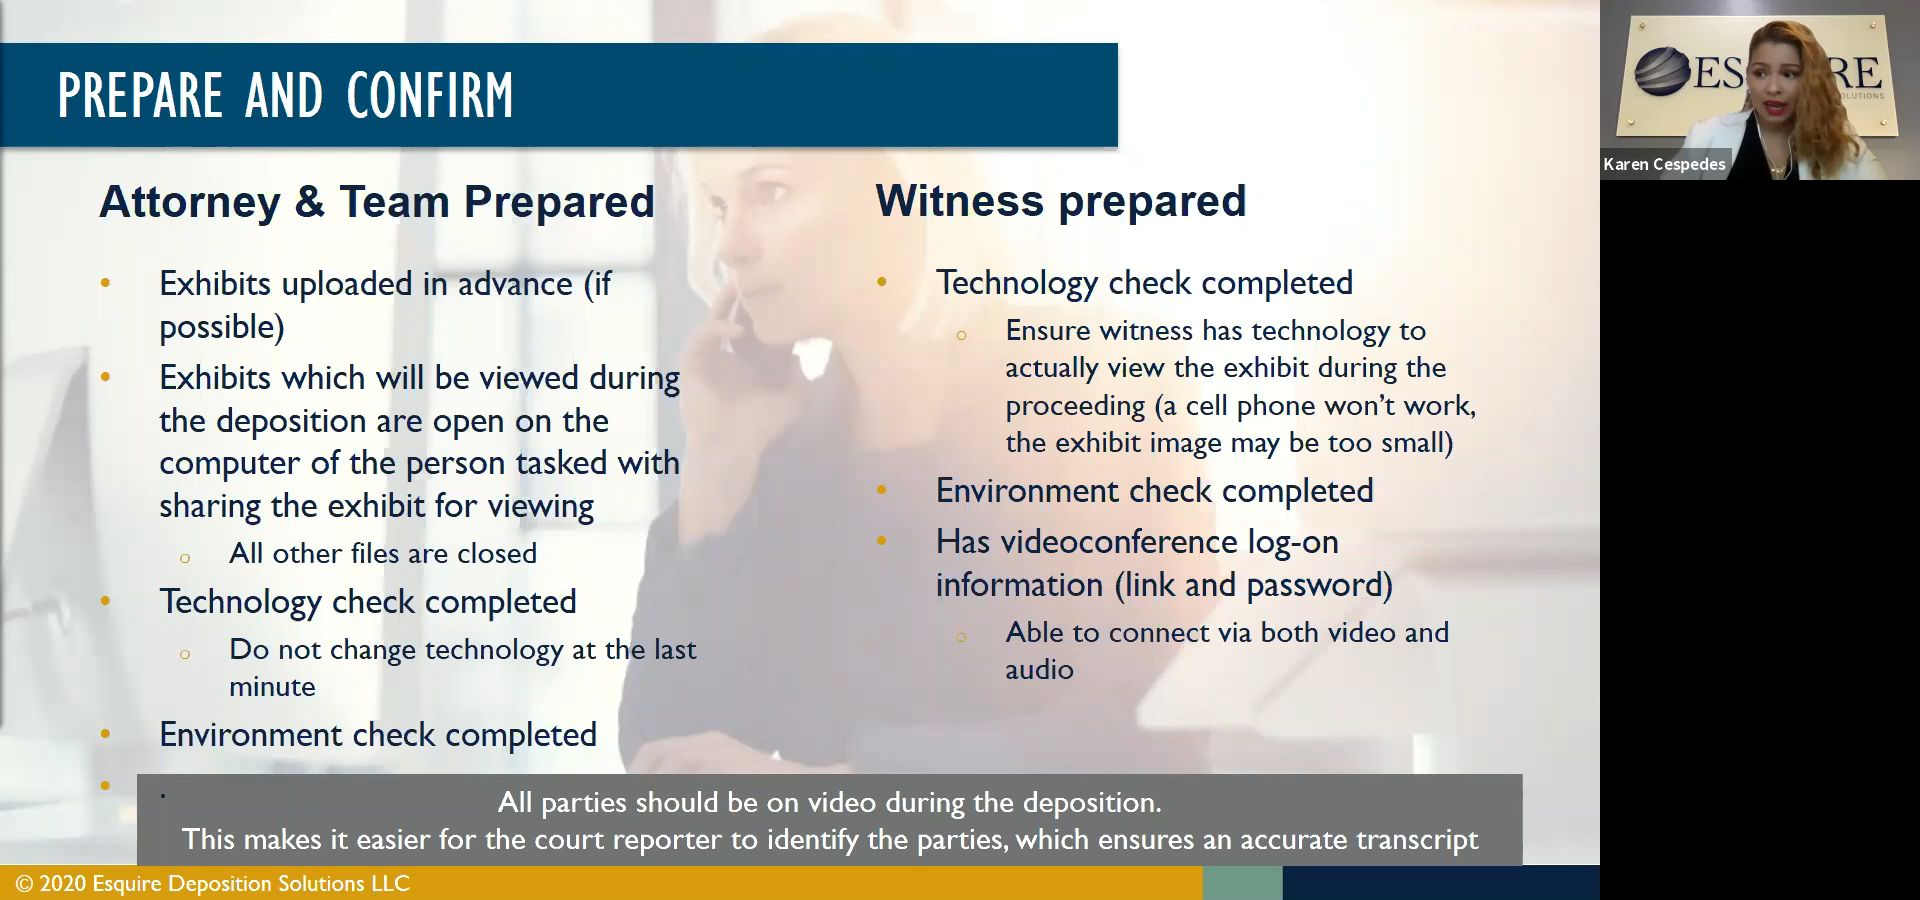 PREPARE AND CONFIRM
Attorney & Team Prepared
• Exhibits uploaded in advance (if
possible)
• Exhibits which will be viewed during
the deposition are open on the
computer of the person tasked with
sharing the exhibit for viewing
o All other files are closed
• Technology check completed
o Do not change technology at the last
minute
• Environment check completed
•
Witness prepared
• Technology check completed
o Ensure witness has technology to
actually view the exhibit during the
proceeding (a cell phone won’t work,
the exhibit image may be too small)
• Environment check completed
• Has videoconference log-on
information (link and password)
o Able to connect via both video and
audio
All parties should be on video during the deposition.
This makes it easier for the court reporter to identify the parties, which ensures an accurate transcript
© 2020 Esquire Deposition Solutions LLC
ES RE
Karen Cespedes